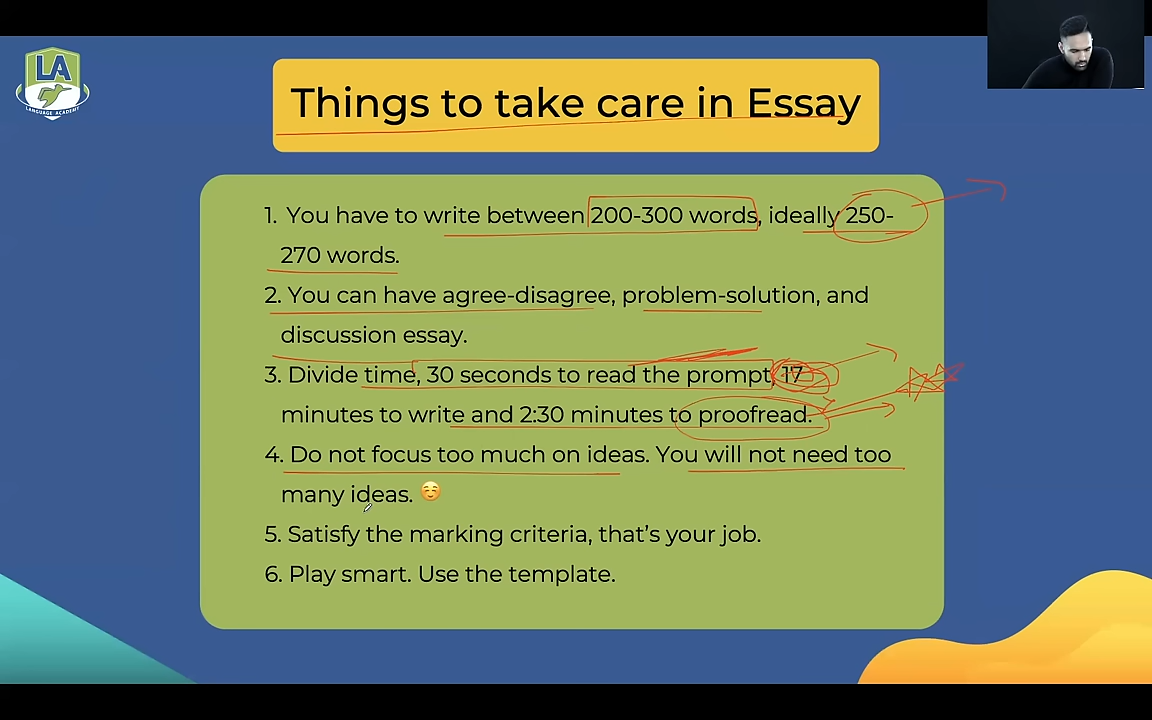 LA
LANGUAGE ACADEMY
Things to take care in Essay
1. You have to write between 200-300 words, ideally 250-
270 words.
2. You can have agree-disagree, problem-solution, and
discussion essay.
3. Divide time, 30 seconds to read the prompt, 17
minutes to write and 2:30 minutes to proofread.
4. Do not focus too much on ideas. You will not need too
many ideas. ☺️
5. Satisfy the marking criteria, that's your job.
6. Play smart. Use the template.